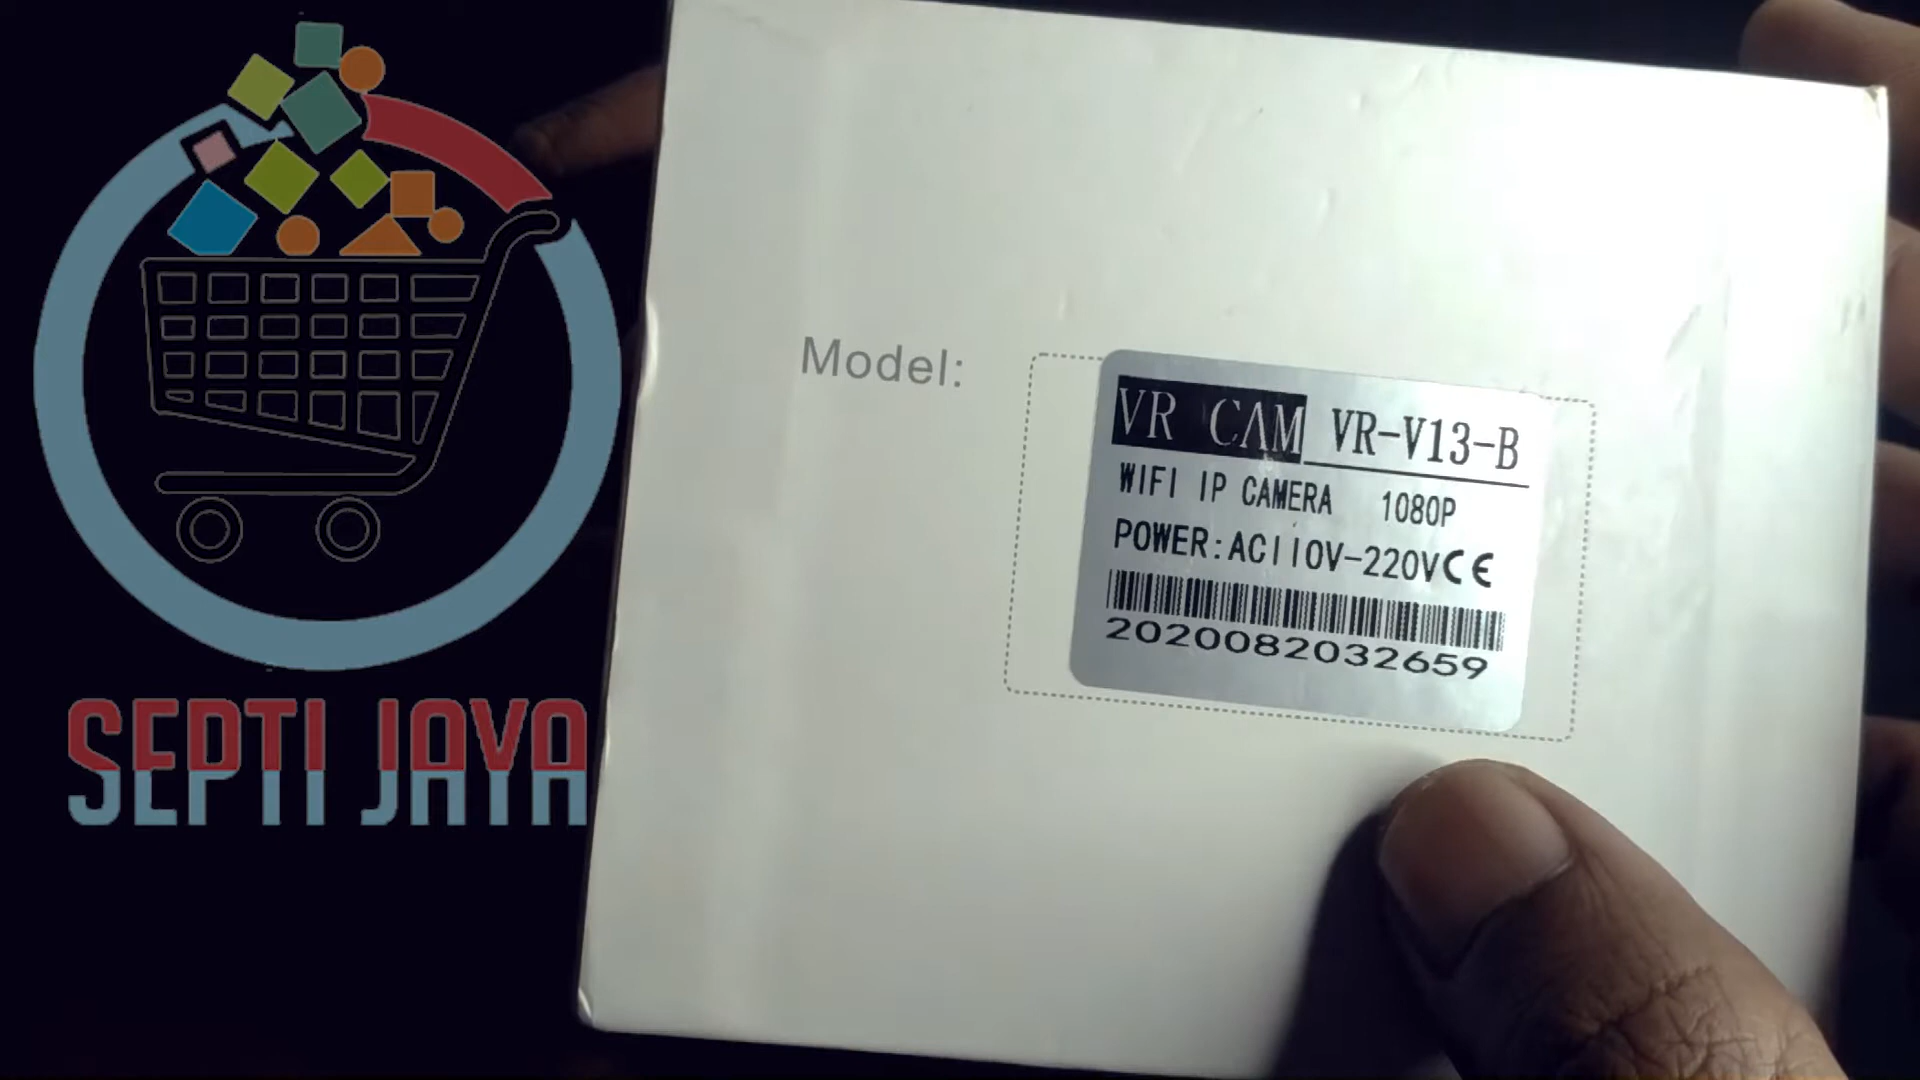 SEPTI JAYA
Model:
VR CAM VR-V13-B
WIFI IP CAMERA 1080P
POWER:AC110V-220V CE
2020082032659